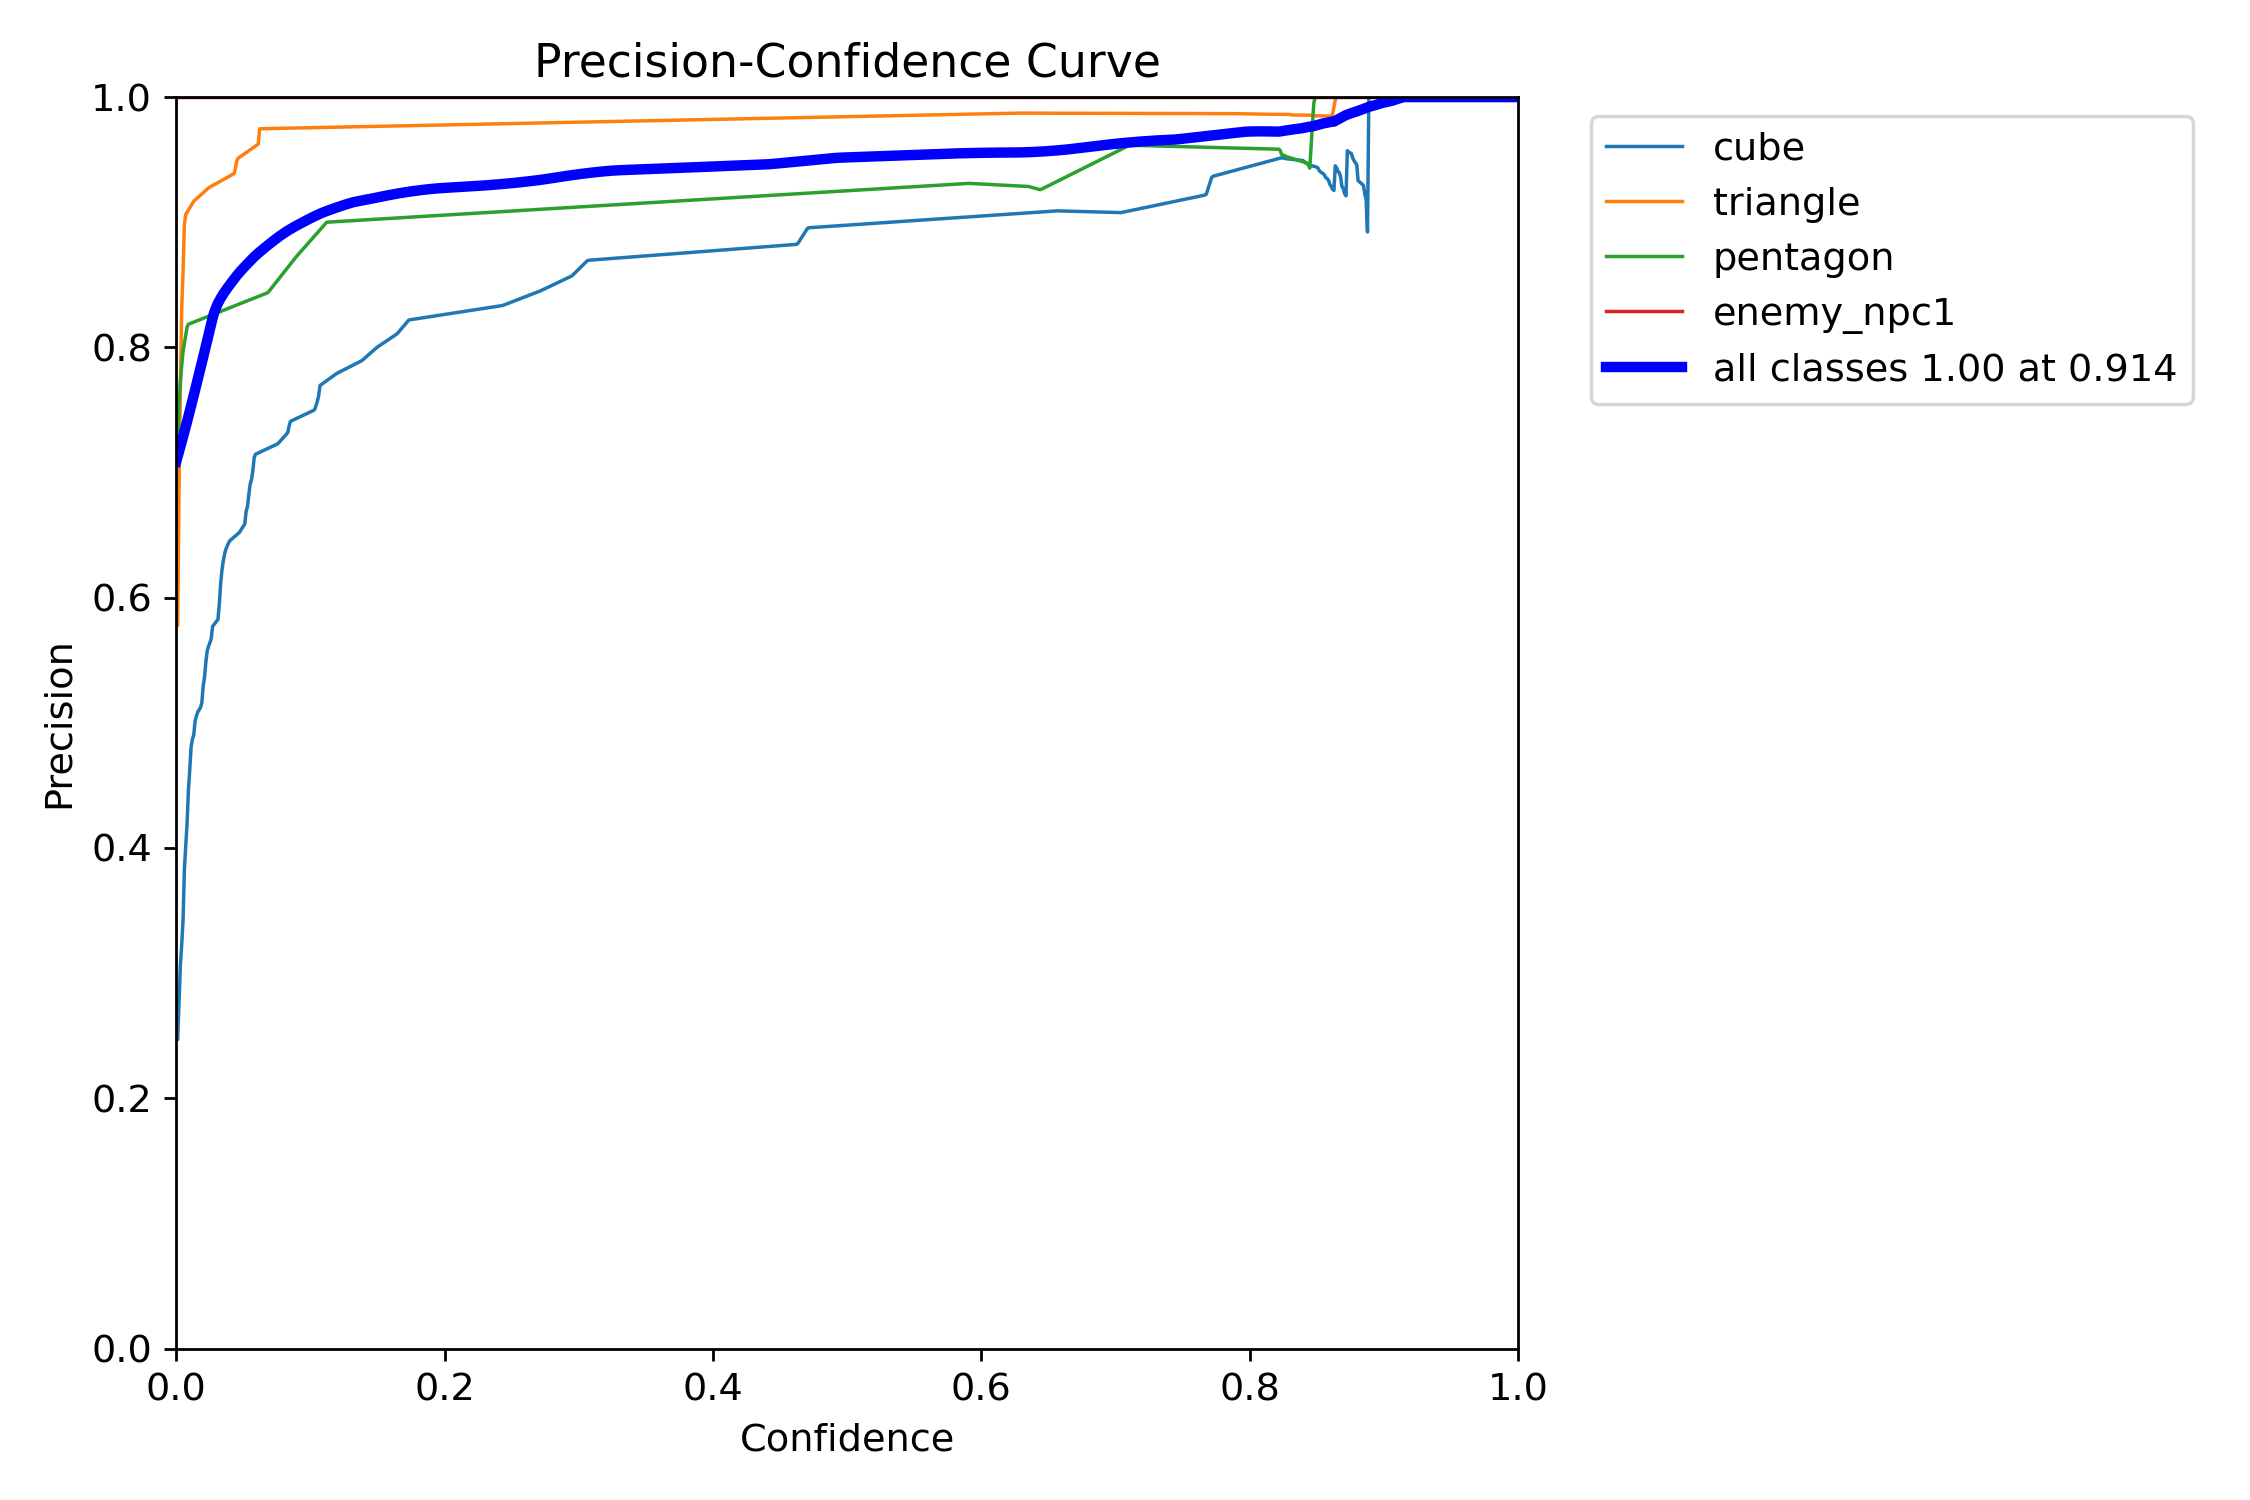 Precision-Confidence Curve
1.0
0.8
0.6
0.4
0.2
0.0
Precision
0.0 0.2 0.4 0.6 0.8 1.0
Confidence
cube
triangle
pentagon
enemy_npc1
all classes 1.00 at 0.914